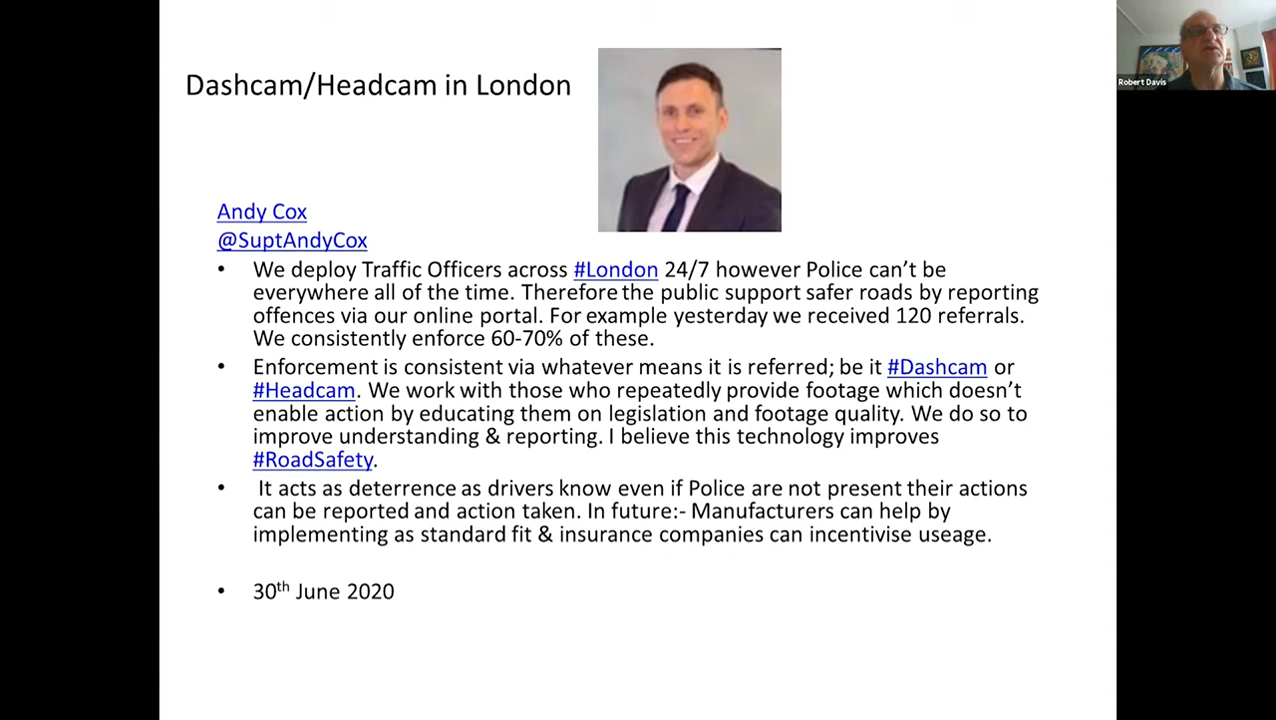 Dashcam/Headcam in London
Robert Davis
Andy Cox
@SuptAndyCox
• We deploy Traffic Officers across #London 24/7 however Police can't be
everywhere all of the time. Therefore the public support safer roads by reporting
offences via our online portal. For example yesterday we received 120 referrals.
We consistently enforce 60-70% of these.
• Enforcement is consistent via whatever means it is referred; be it #Dashcam or
#Headcam. We work with those who repeatedly provide footage which doesn't
enable action by educating them on legislation and footage quality. We do so to
improve understanding & reporting. I believe this technology improves
#RoadSafety.
• It acts as deterrence as drivers know even if Police are not present their actions
can be reported and action taken. In future:- Manufacturers can help by
implementing as standard fit & insurance companies can incentivise useage.
• 30th June 2020